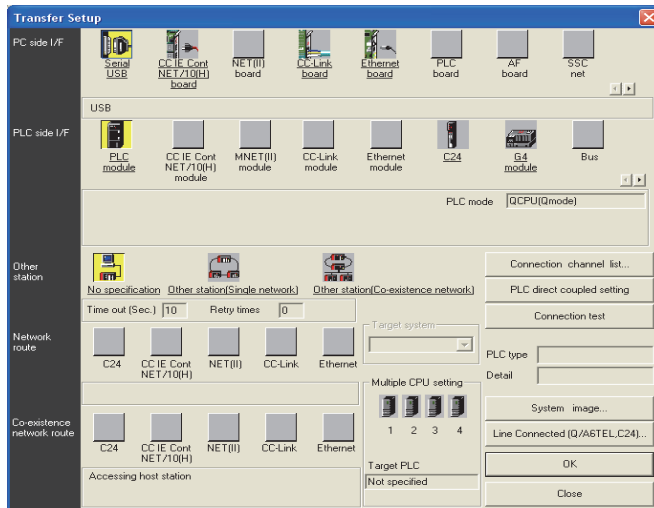 Transfer Setup
PC side I/F
Serial USB
CC IE Cont NET/10(H) board
NET(II) board
CC-Link board
Ethernet board
PLC board
AF board
SSC net
USB
PLC side I/F
PLC module
CC IE Cont NET/10(H) module
MNET(II) module
CC-Link module
Ethernet module
C24
G4 module
Bus
PLC mode QCPU(Qmode)
Other station
No specification
Other station(Single network)
Other station(Co-existence network)
Connection channel list...
PLC direct coupled setting
Connection test
Time out (Sec.) 10 Retry times 0
Target system
Network route
C24
CC IE Cont NET/10(H)
NET(II)
CC-Link
Ethernet
PLC type
Detail
Multiple CPU setting
1 2 3 4
Target PLC
Not specified
System image...
Line Connected (Q/A6TEL,C24)...
OK
Close
Co-existence network route
C24
CC IE Cont NET/10(H)
NET(II)
CC-Link
Ethernet
Accessing host station